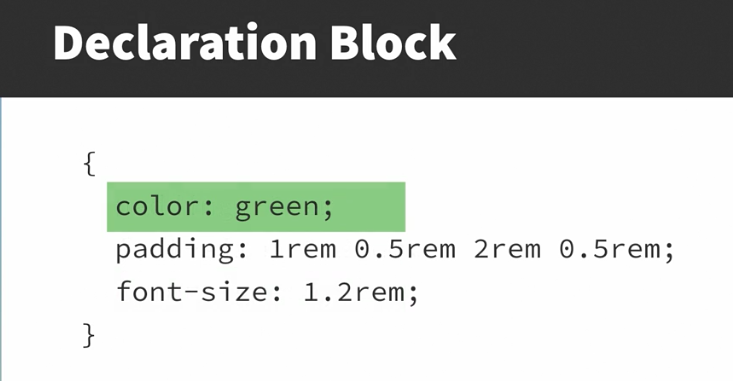 Declaration Block
{
color: green;
padding: 1rem 0.5rem 2rem 0.5rem;
font-size: 1.2rem;
}